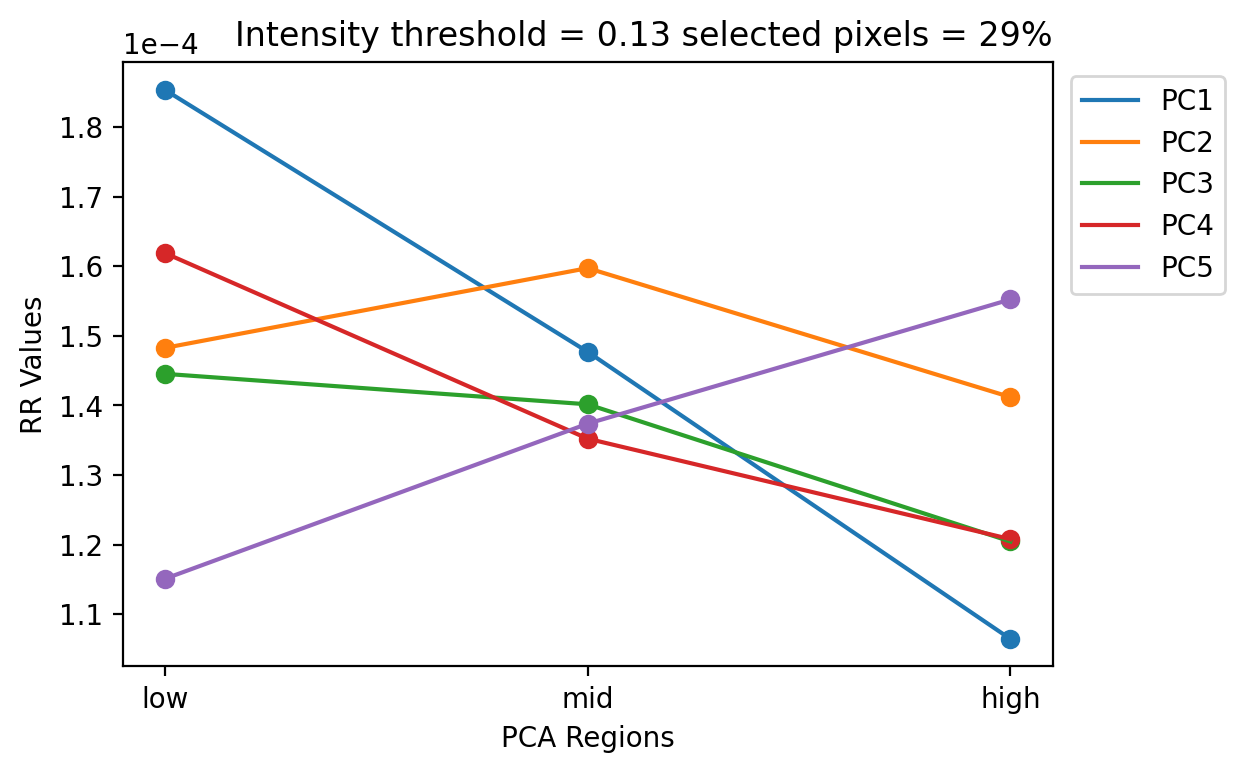 Intensity threshold = 0.13 selected pixels = 29%
1e−4
1.8
1.7
1.6
1.5
1.4
1.3
1.2
1.1
RR Values
low
mid
high
PCA Regions
PC1
PC2
PC3
PC4
PC5